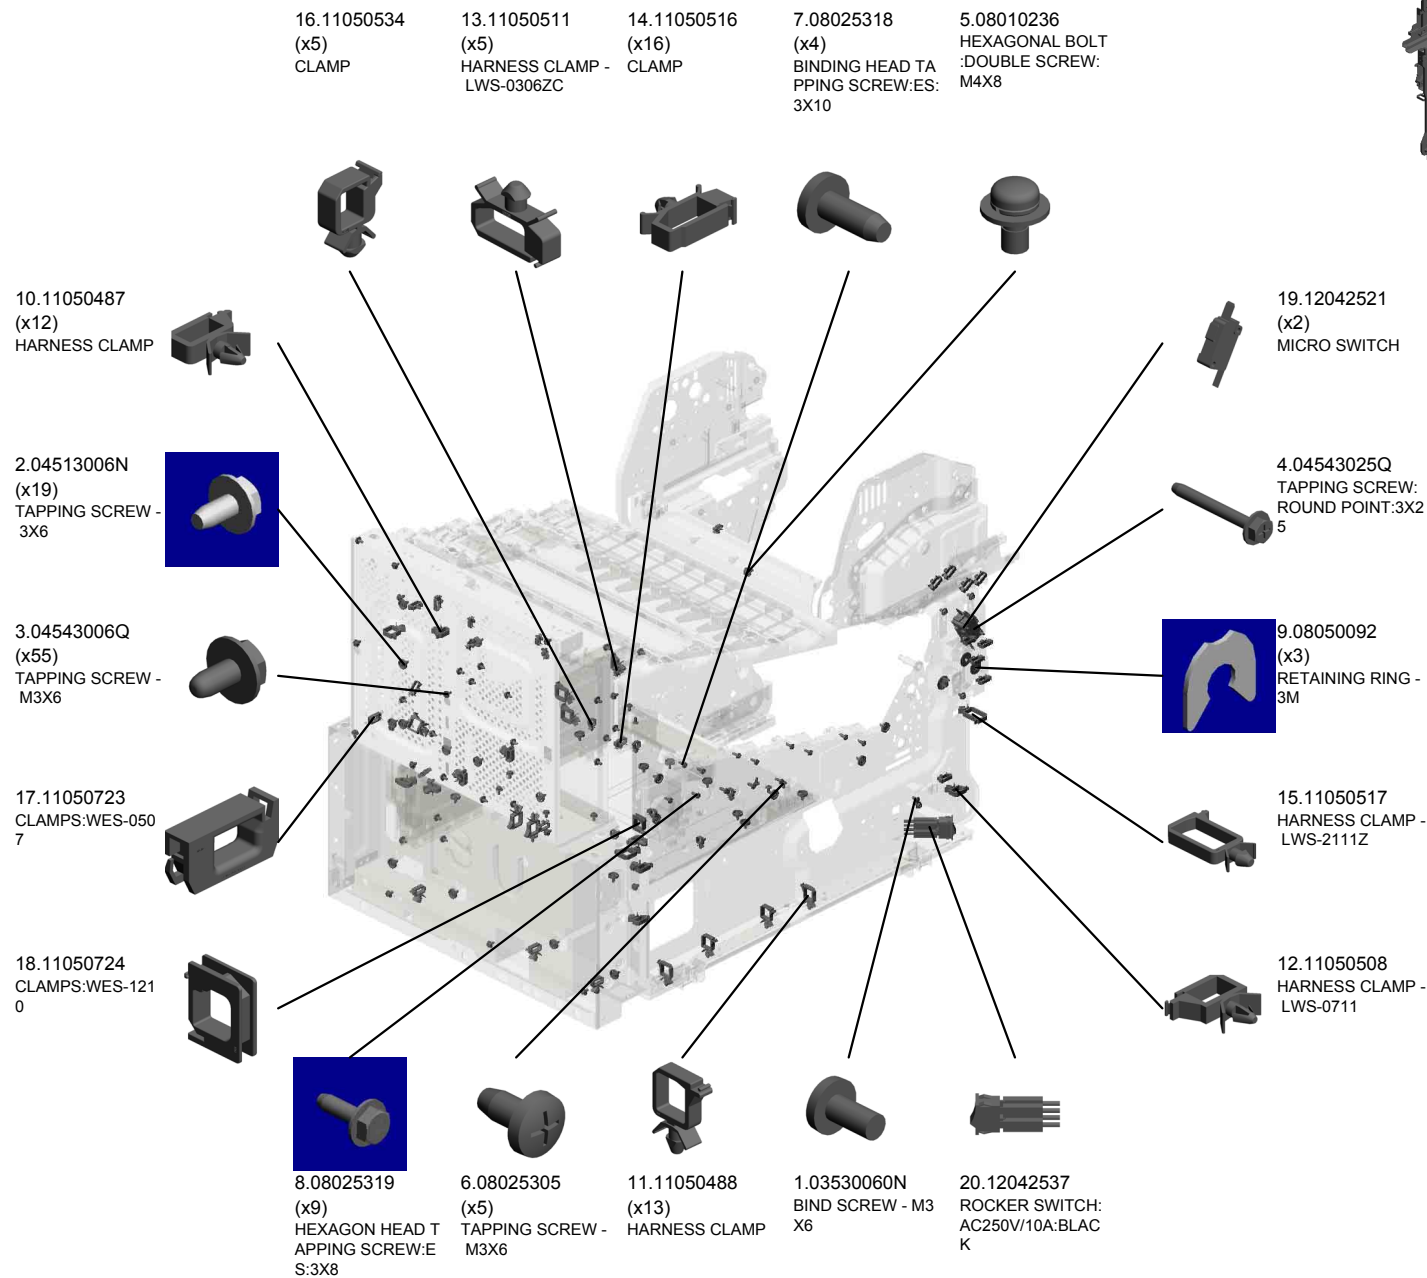 16.11050534
(x5)
CLAMP
13.11050511
(x5)
HARNESS CLAMP -
LWS-0306ZC
14.11050516
(x16)
CLAMP
7.08025318
(x4)
BINDING HEAD TA
PPING SCREW:ES:
3X10
5.08010236
HEXAGONAL BOLT
:DOUBLE SCREW:
M4X8
10.11050487
(x12)
HARNESS CLAMP
19.12042521
(x2)
MICRO SWITCH
2.04513006N
(x19)
TAPPING SCREW -
3X6
4.04543025Q
TAPPING SCREW:
ROUND POINT:3X2
5
3.04543006Q
(x55)
TAPPING SCREW -
M3X6
9.08050092
(x3)
RETAINING RING -
3M
17.11050723
CLAMPS:WES-050
7
15.11050517
HARNESS CLAMP -
LWS-2111Z
18.11050724
CLAMPS:WES-121
0
12.11050508
HARNESS CLAMP -
LWS-0711
8.08025319
(x9)
HEXAGON HEAD T
APPING SCREW:E
S:3X8
6.08025305
(x5)
TAPPING SCREW -
M3X6
11.11050488
(x13)
HARNESS CLAMP
1.03530060N
BIND SCREW - M3
X6
20.12042537
ROCKER SWITCH:
AC250V/10A:BLAC
K